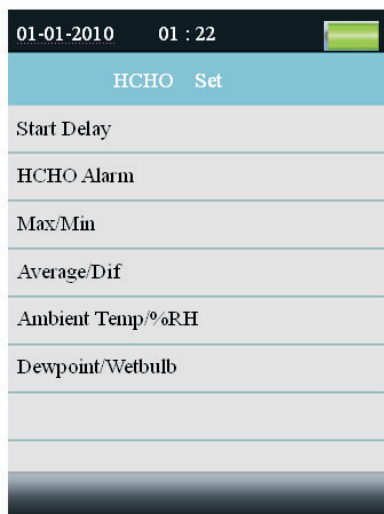 01-01-2010 01 : 22
HCHO Set
Start Delay
HCHO Alarm
Max/Min
Average/Dif
Ambient Temp/%RH
Dewpoint/Wetbulb